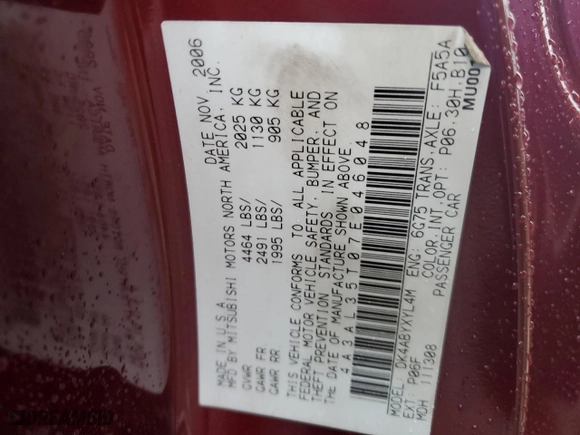 MADE IN U.S.A. DATE NOV 2006
MFD BY MITSUBISHI MOTORS NORTH AMERICA, INC.
GVWR 4464 LBS/ 2025 KG
GAWR FR 2491 LBS/ 1130 KG
GAWR RR 1995 LBS/ 905 KG
THIS VEHICLE CONFORMS TO ALL APPLICABLE
FEDERAL MOTOR VEHICLE SAFETY, BUMPER, AND
THEFT PREVENTION STANDARDS IN EFFECT ON
THE DATE OF MANUFACTURE SHOWN ABOVE
4A3AL35T07E046048
MODEL: DK4A8YXYL4M ENG: 6G75 TRANS.AXLE: F5A5A
EXT: P06F COLOR.INT.OPT: P06.30H.B10
MDH 111308 PASSENGER CAR
MU001